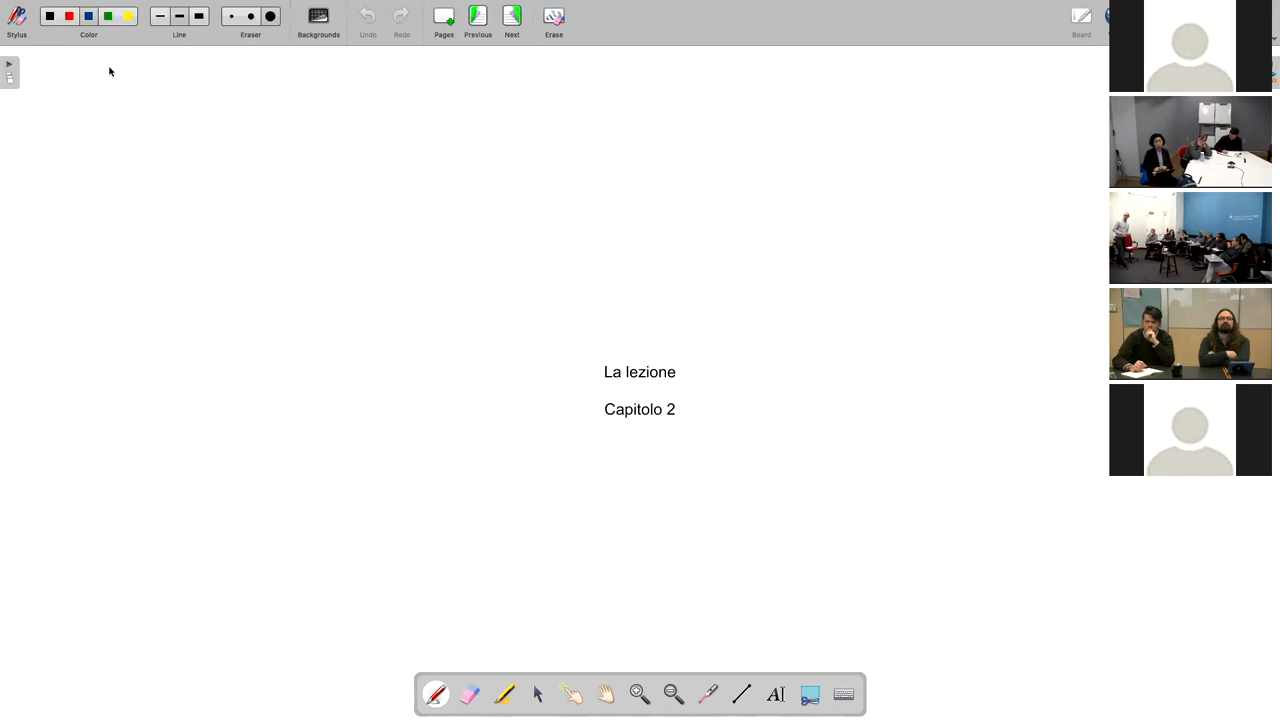 Stylus
Color
Line
Eraser
Backgrounds
Undo
Redo
Pages
Previous
Next
Erase
Board
La lezione
Capitolo 2